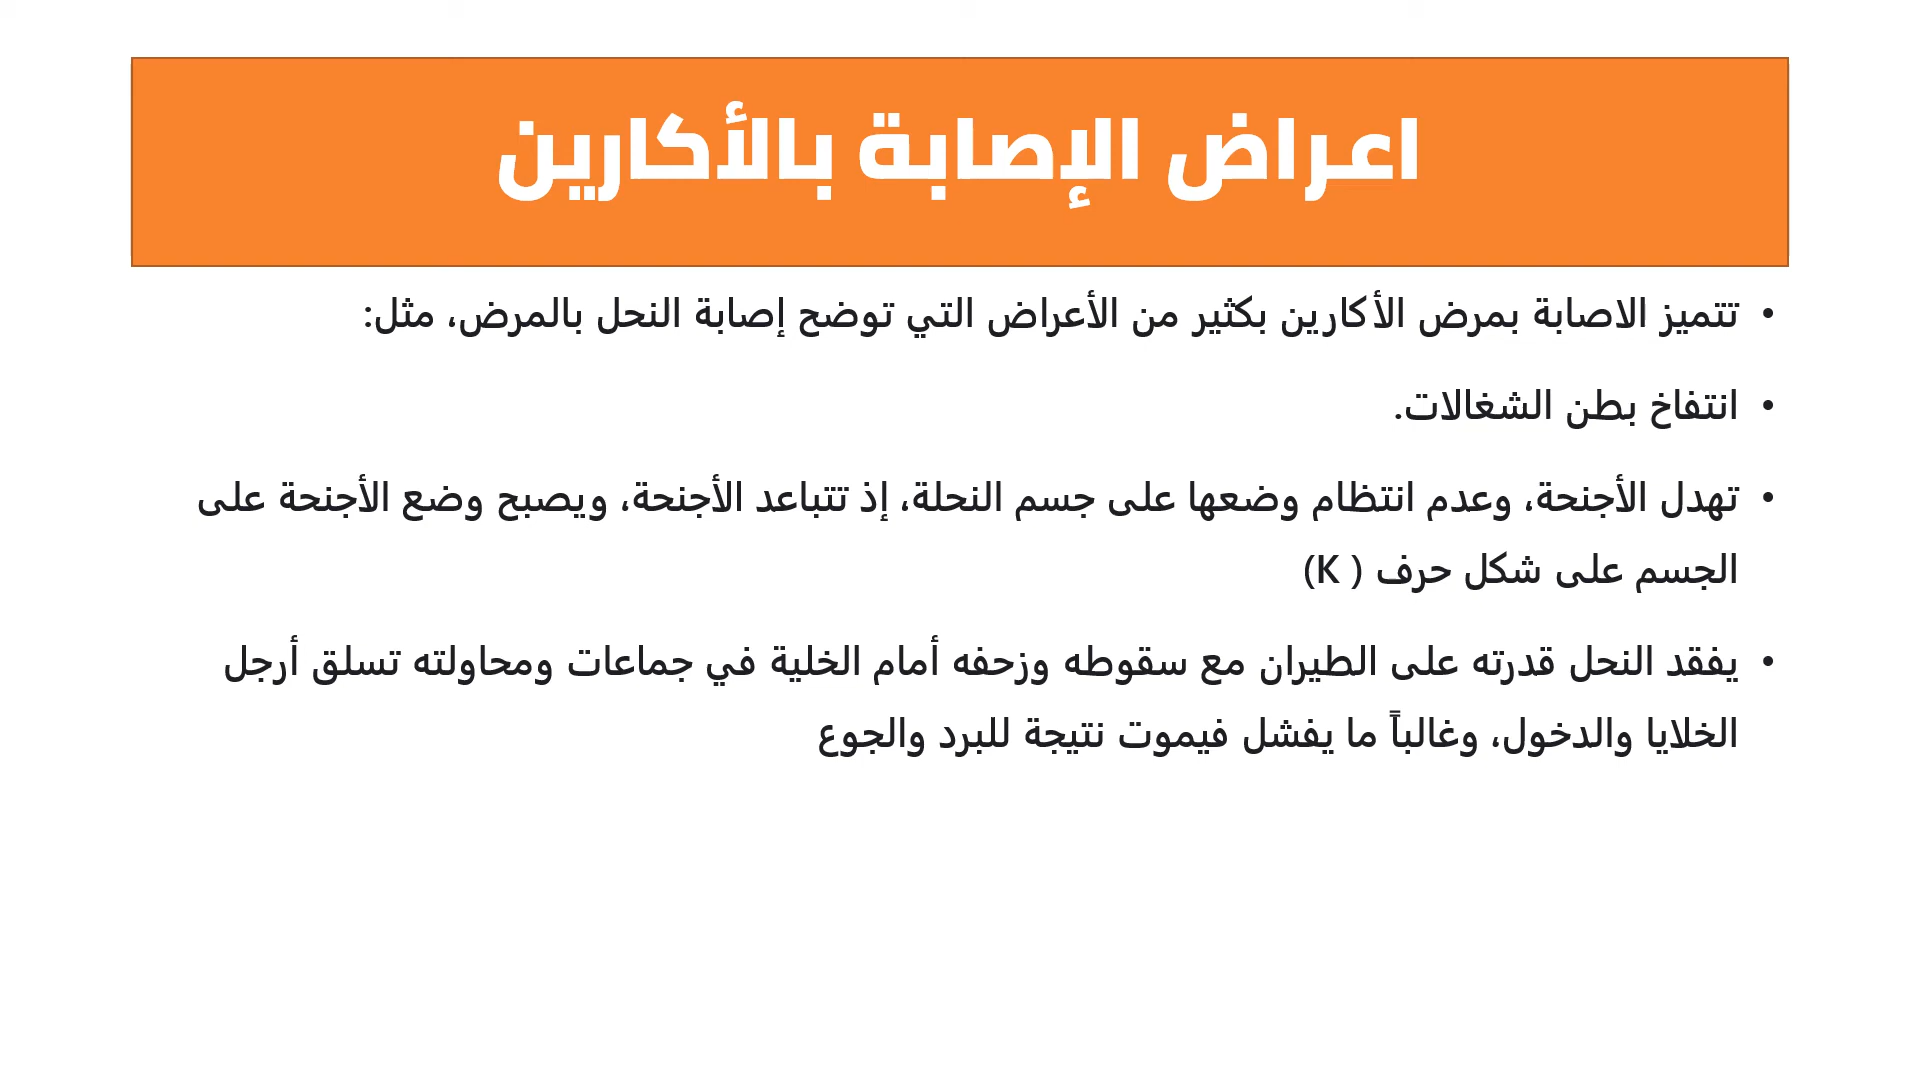 اعراض الإصابة بالأكارين
• تتميز الاصابة بمرض الأكارين بكثير من الأعراض التي توضح إصابة النحل بالمرض، مثل:
• انتفاخ بطن الشغالات.
• تهدل الأجنحة، وعدم انتظام وضعها على جسم النحلة، إذ تتباعد الأجنحة، ويصبح وضع الأجنحة على
الجسم على شكل حرف ( K)
• يفقد النحل قدرته على الطيران مع سقوطه وزحفه أمام الخلية في جماعات ومحاولته تسلق أرجل
الخلايا والدخول، وغالباً ما يفشل فيموت نتيجة للبرد والجوع